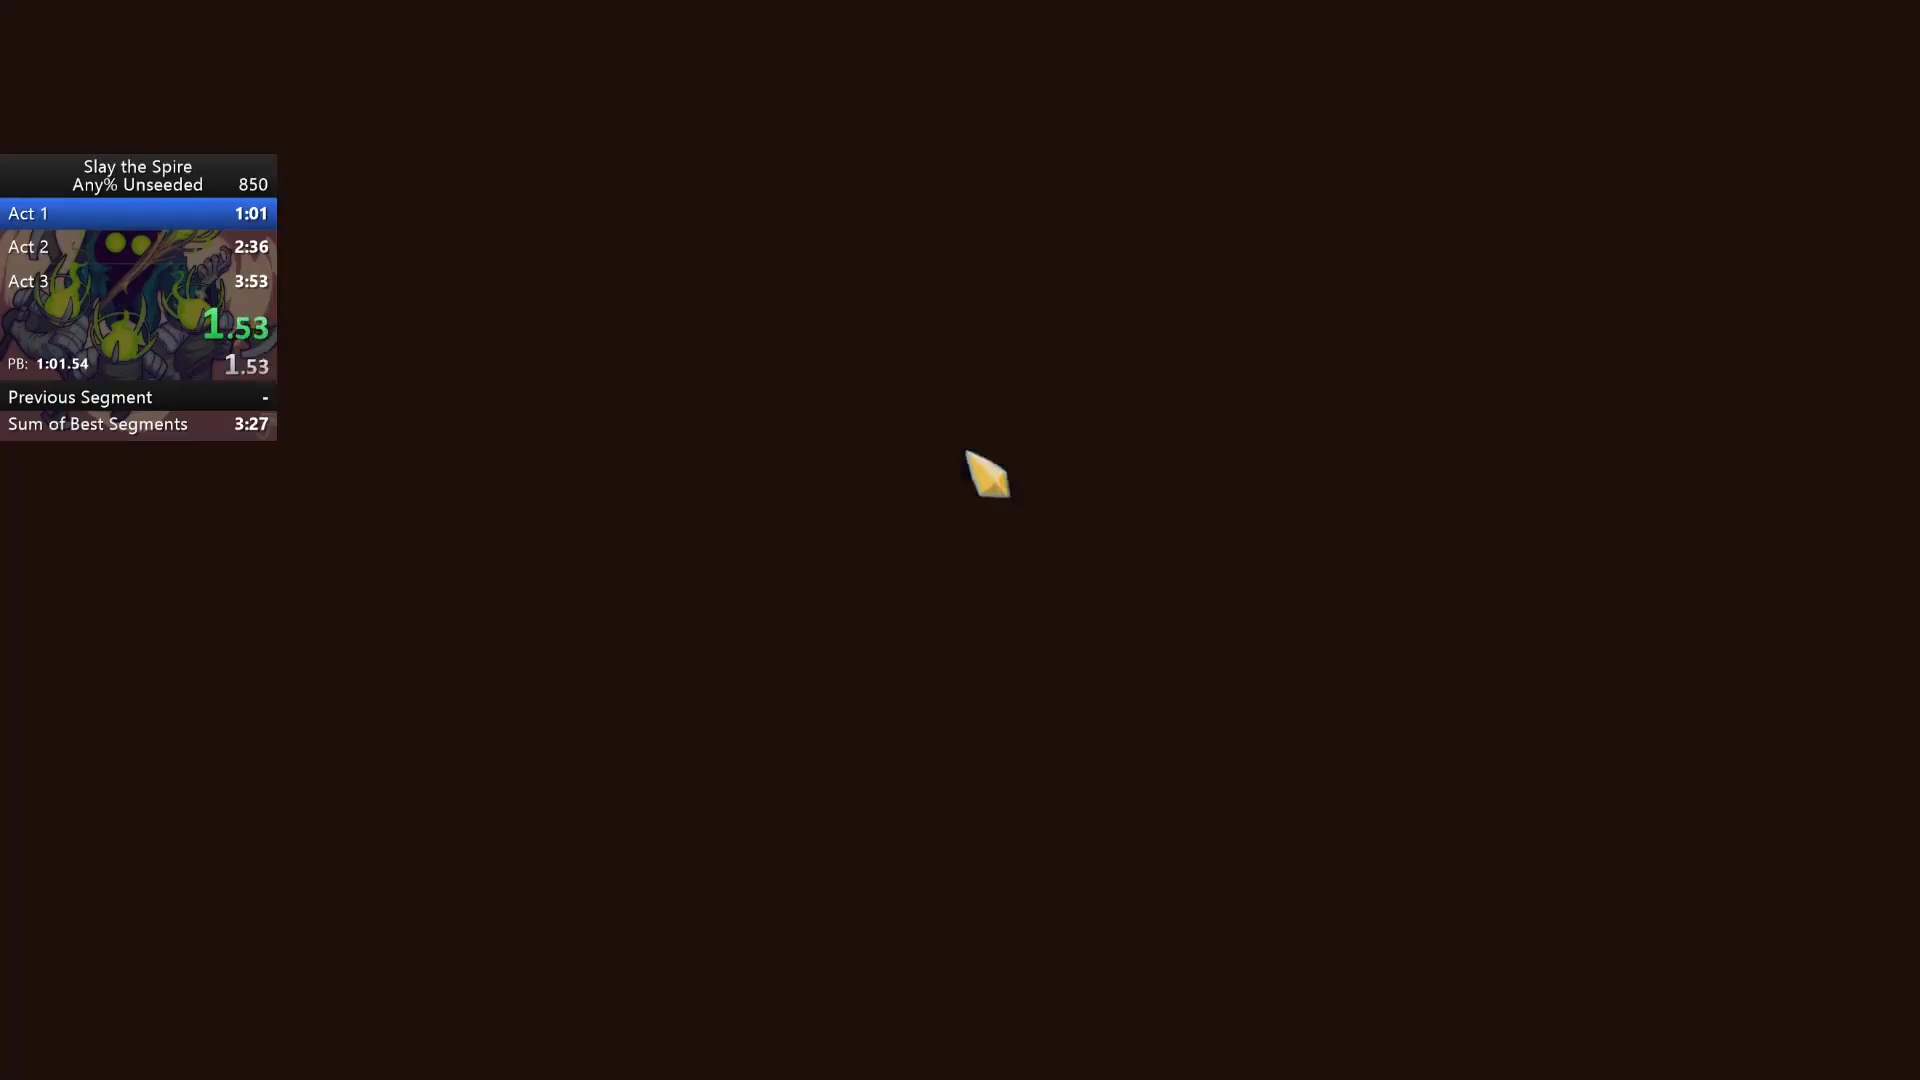 Slay the Spire
Any% Unseeded 850
Act 1 1:01
Act 2 2:36
Act 3 3:53
1.53
PB: 1:01.54 1.53
Previous Segment -
Sum of Best Segments 3:27